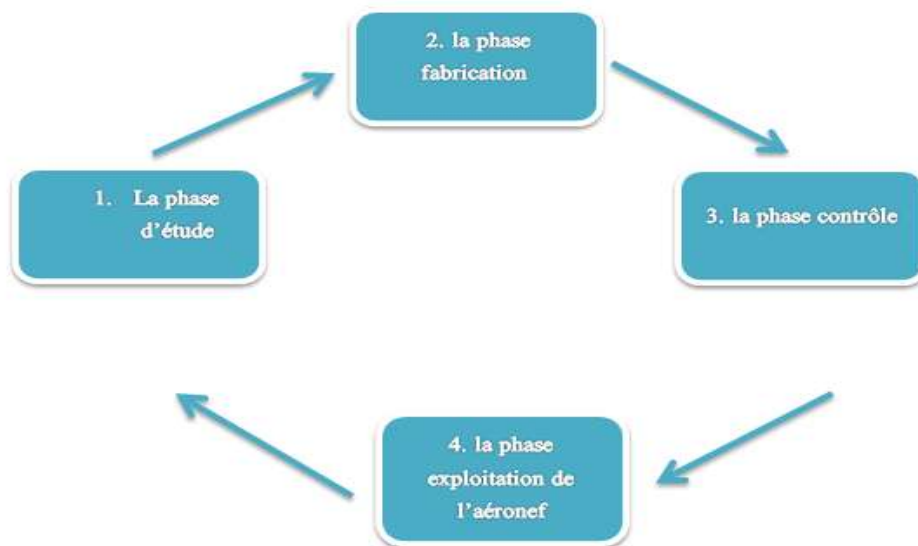 1. La phase
d'étude
2. la phase
fabrication
3. la phase contrôle
4. la phase
exploitation de
l'aéronef